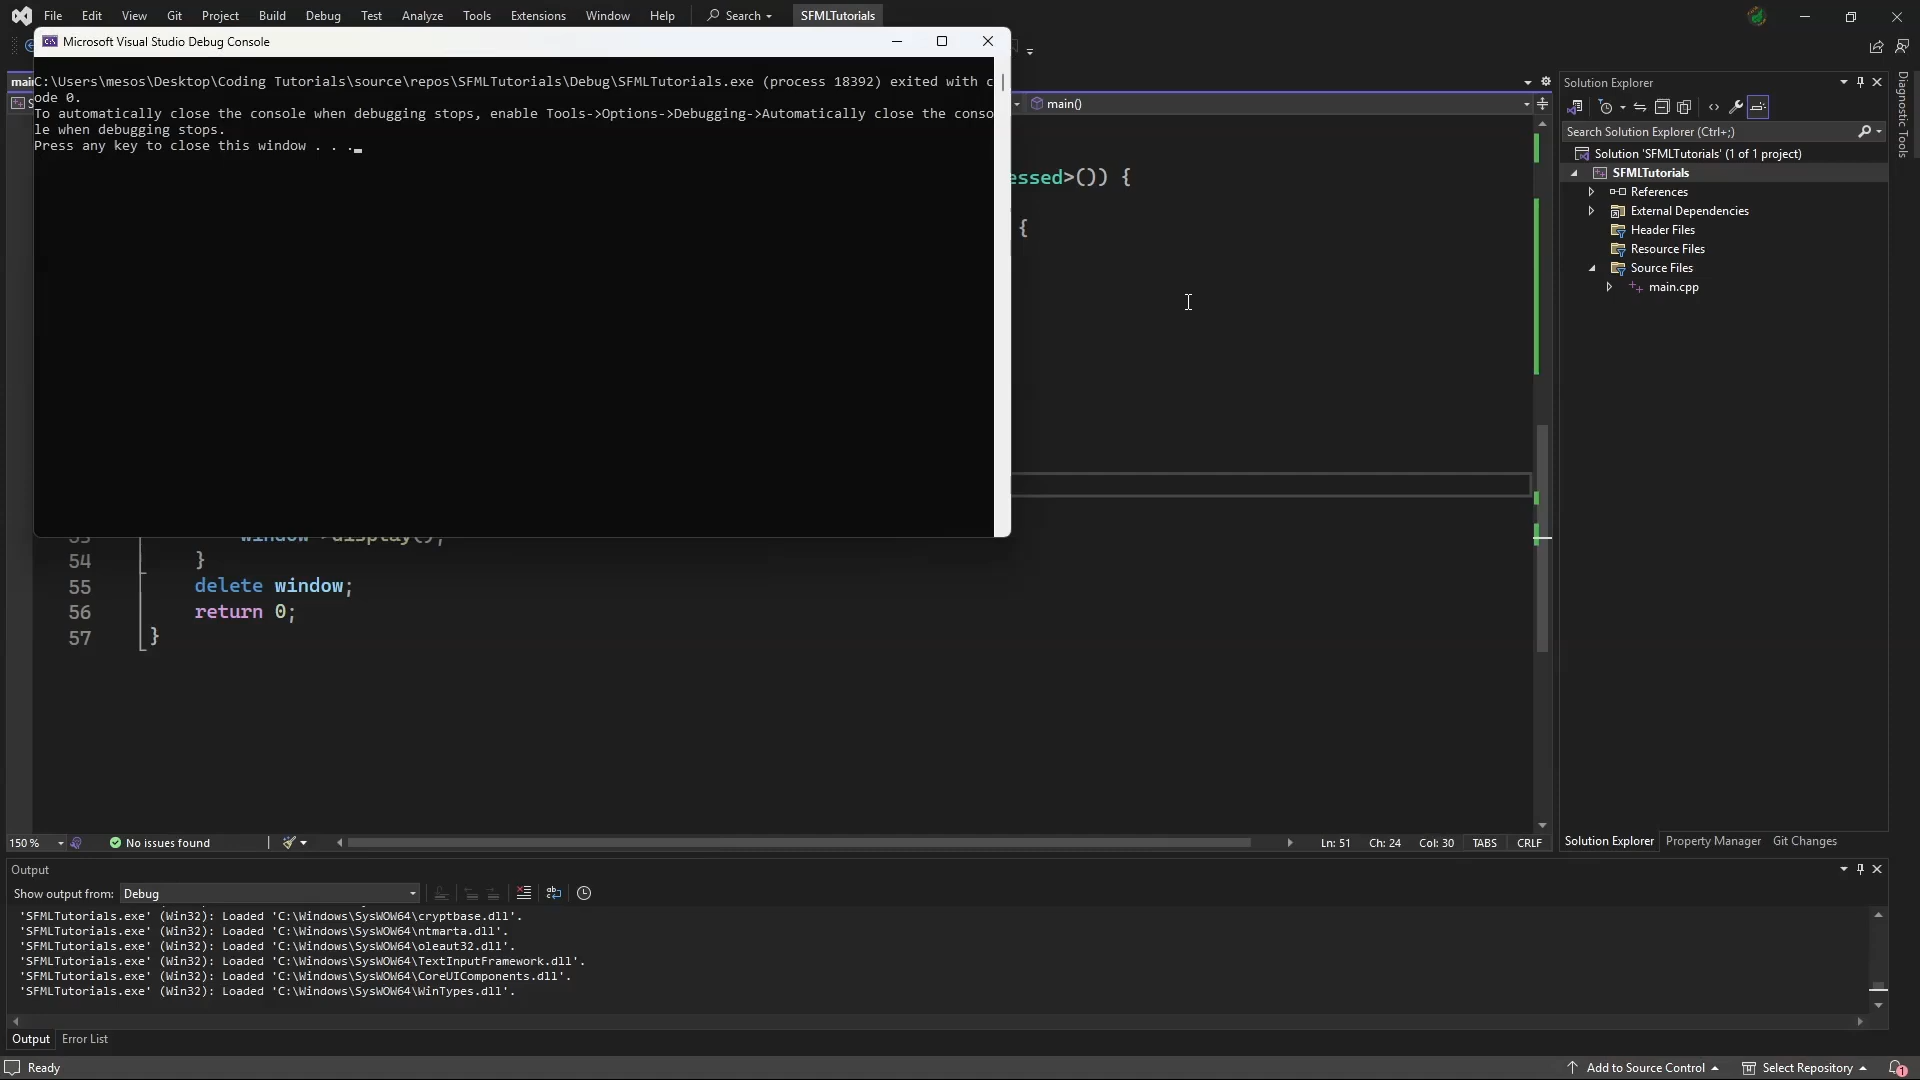 File Edit View Git Project Build Debug Test Analyze Tools Extensions Window Help Search SFMLTutorials
Microsoft Visual Studio Debug Console
C:\Users\mesos\Desktop\Coding Tutorials\source\repos\SFMLTutorials\Debug\SFMLTutorials.exe (process 18392) exited with c
ode 0.
To automatically close the console when debugging stops, enable Tools->Options->Debugging->Automatically close the conso
le when debugging stops.
Press any key to close this window . . .
main()
essed>()) {
{
54 }
55 delete window;
56 return 0;
57 }
150 % No issues found Ln: 51 Ch: 24 Col: 30 TABS CRLF
Solution Explorer
Search Solution Explorer (Ctrl+;)
Solution 'SFMLTutorials' (1 of 1 project)
SFMLTutorials
References
External Dependencies
Header Files
Resource Files
Source Files
main.cpp
Solution Explorer Property Manager Git Changes
Diagnostic Tools
Output
Show output from: Debug
'SFMLTutorials.exe' (Win32): Loaded 'C:\Windows\SysWOW64\cryptbase.dll'.
'SFMLTutorials.exe' (Win32): Loaded 'C:\Windows\SysWOW64\ntmarta.dll'.
'SFMLTutorials.exe' (Win32): Loaded 'C:\Windows\SysWOW64\oleaut32.dll'.
'SFMLTutorials.exe' (Win32): Loaded 'C:\Windows\SysWOW64\TextInputFramework.dll'.
'SFMLTutorials.exe' (Win32): Loaded 'C:\Windows\SysWOW64\CoreUIComponents.dll'.
'SFMLTutorials.exe' (Win32): Loaded 'C:\Windows\SysWOW64\WinTypes.dll'.
Output Error List
Ready Add to Source Control Select Repository 1